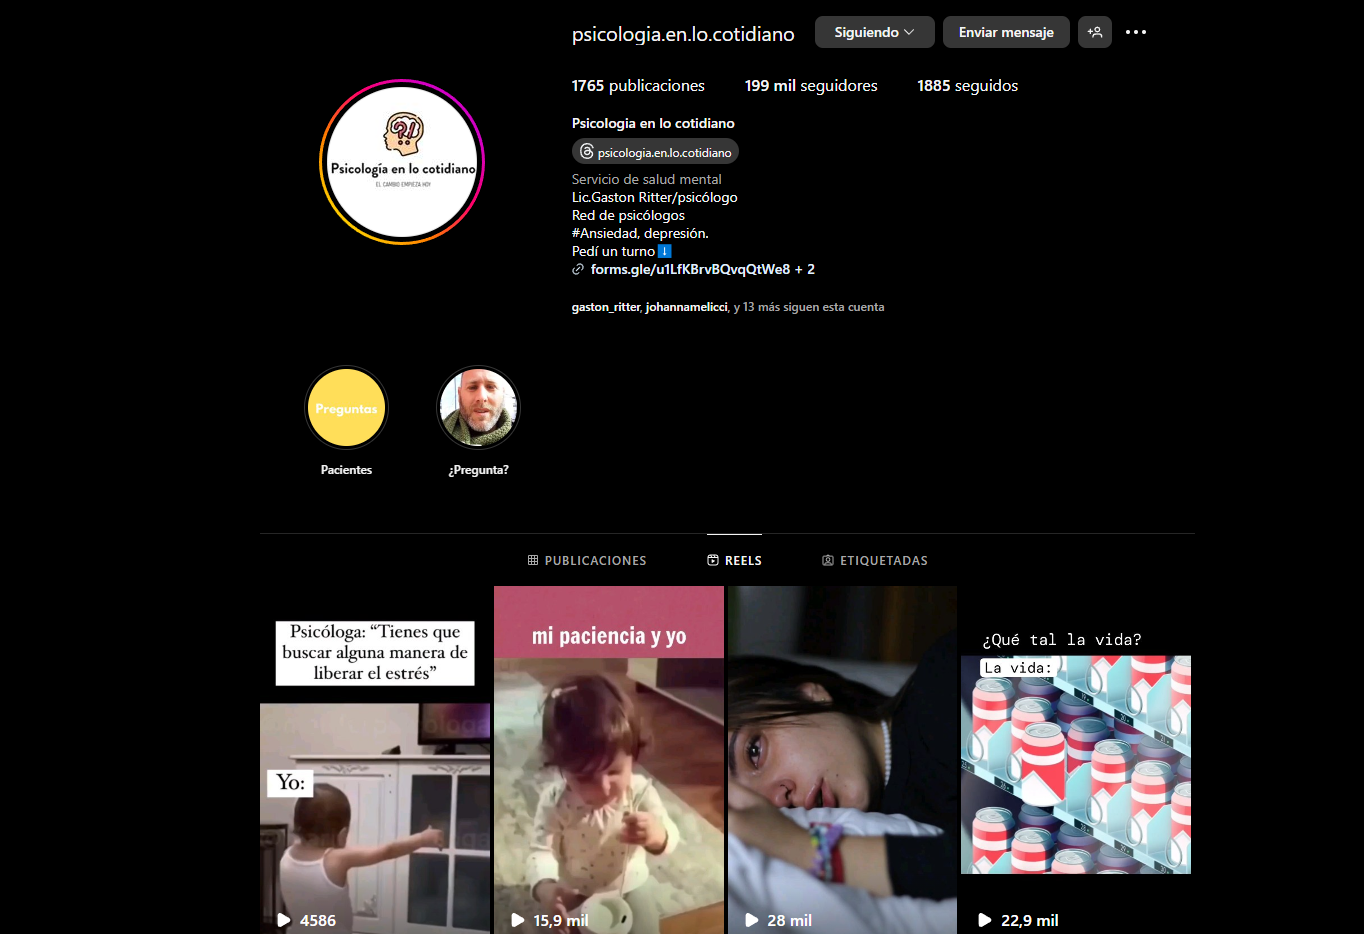 psicologia.en.lo.cotidiano
Siguiendo
Enviar mensaje
1765 publicaciones
199 mil seguidores
1885 seguidos
Psicología en lo cotidiano
EL CAMBIO EMPIEZA HOY
Psicologia en lo cotidiano
psicologia.en.lo.cotidiano
Servicio de salud mental
Lic.Gaston Ritter/psicólogo
Red de psicólogos
#Ansiedad, depresión.
Pedí un turno⬇️
forms.gle/u1LfKBrvBQvqQtWe8 + 2
gaston_ritter, johannamelicci, y 13 más siguen esta cuenta
Preguntas
Pacientes
¿Pregunta?
PUBLICACIONES
REELS
ETIQUETADAS
Psicóloga: “Tienes que
buscar alguna manera de
liberar el estrés”
Yo:
4586
mi paciencia y yo
15,9 mil
28 mil
¿Qué tal la vida?
La vida:
22,9 mil